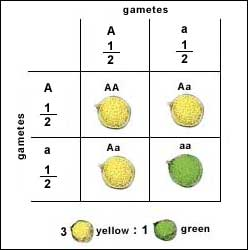 gametes
A a
1 1
2 2
gametes
A 1 2 AA Aa
a 1 2 Aa aa
3 yellow : 1 green